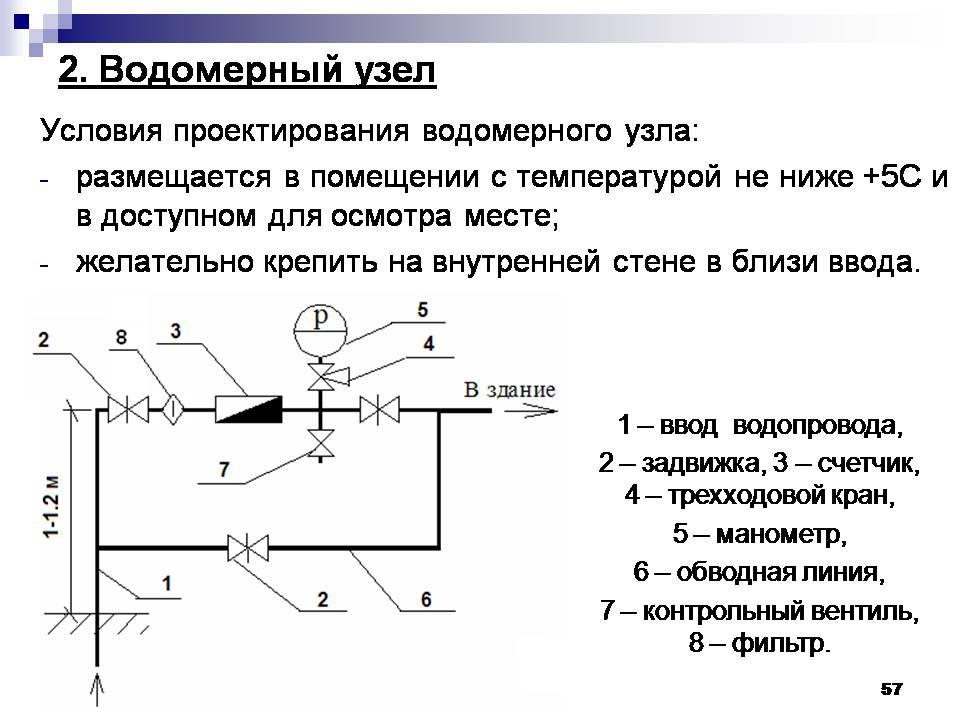 2. Водомерный узел
Условия проектирования водомерного узла:
- размещается в помещении с температурой не ниже +5С и
в доступном для осмотра месте;
- желательно крепить на внутренней стене в близи ввода.
2
8
3
p
5
4
В здание
7
1-1.2 м
1
2
6
1 – ввод водопровода,
2 – задвижка, 3 – счетчик,
4 – трехходовой кран,
5 – манометр,
6 – обводная линия,
7 – контрольный вентиль,
8 – фильтр.
57